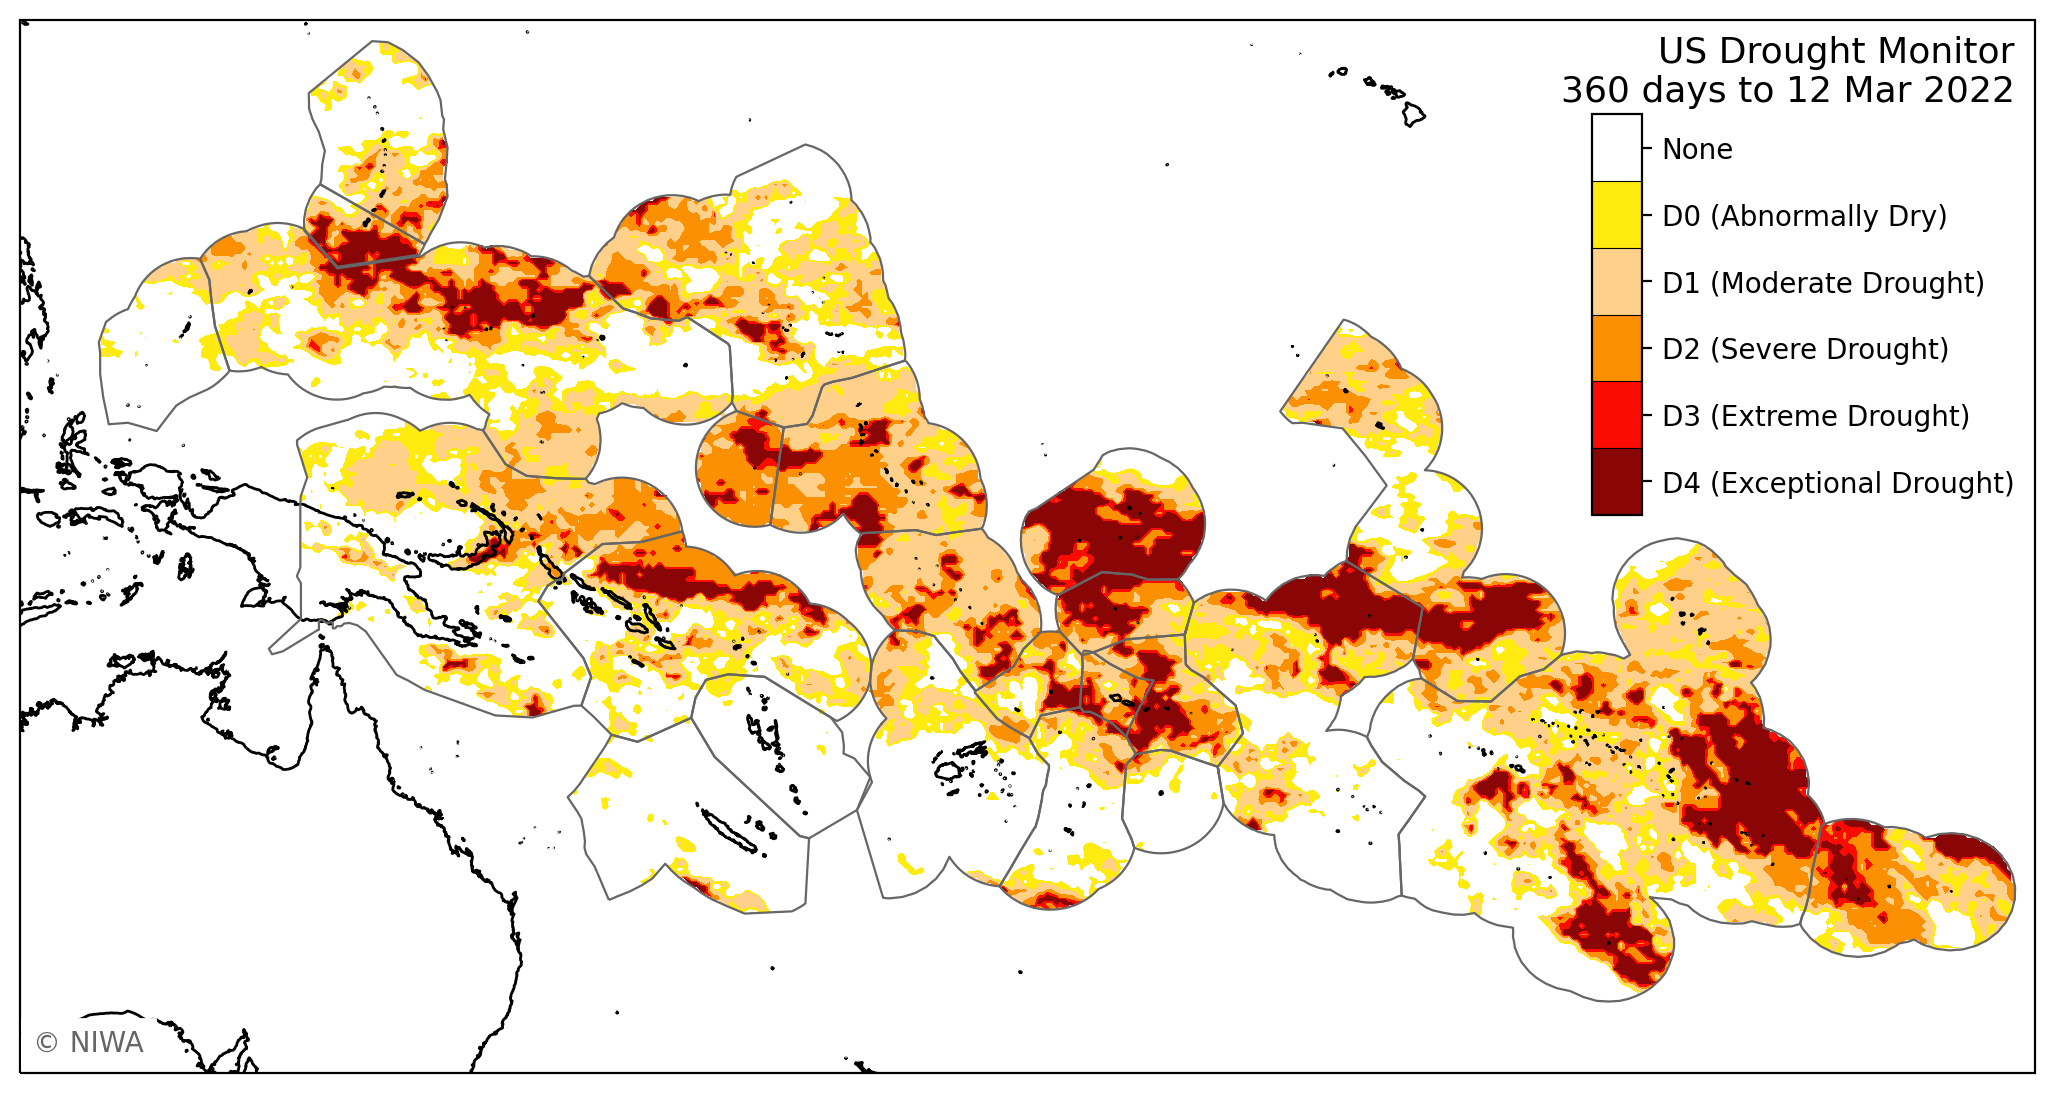 US Drought Monitor
360 days to 12 Mar 2022
None
D0 (Abnormally Dry)
D1 (Moderate Drought)
D2 (Severe Drought)
D3 (Extreme Drought)
D4 (Exceptional Drought)
© NIWA